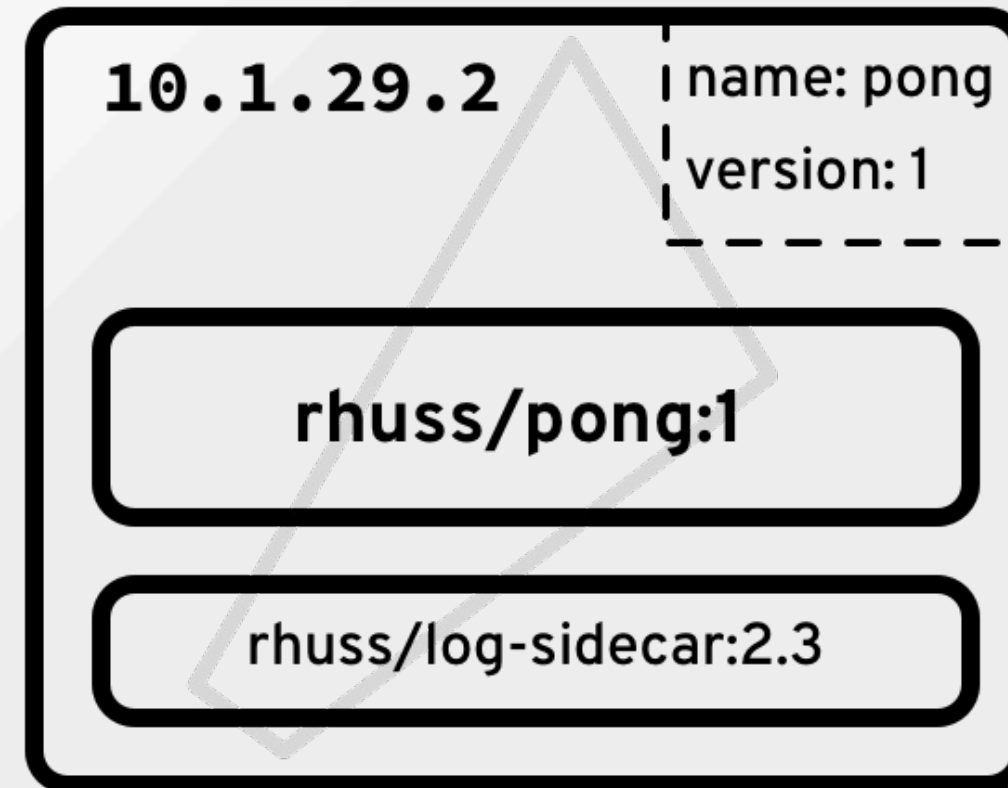 10.1.29.2
name: pong
version: 1
rhuss/pong:1
rhuss/log-sidecar:2.3